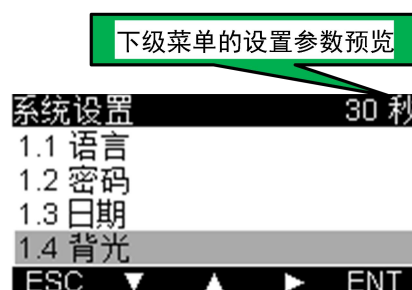 下级菜单的设置参数预览
系统设置 30 秒
1.1 语言
1.2 密码
1.3 日期
1.4 背光
ESC ▼ ▲ ► ENT